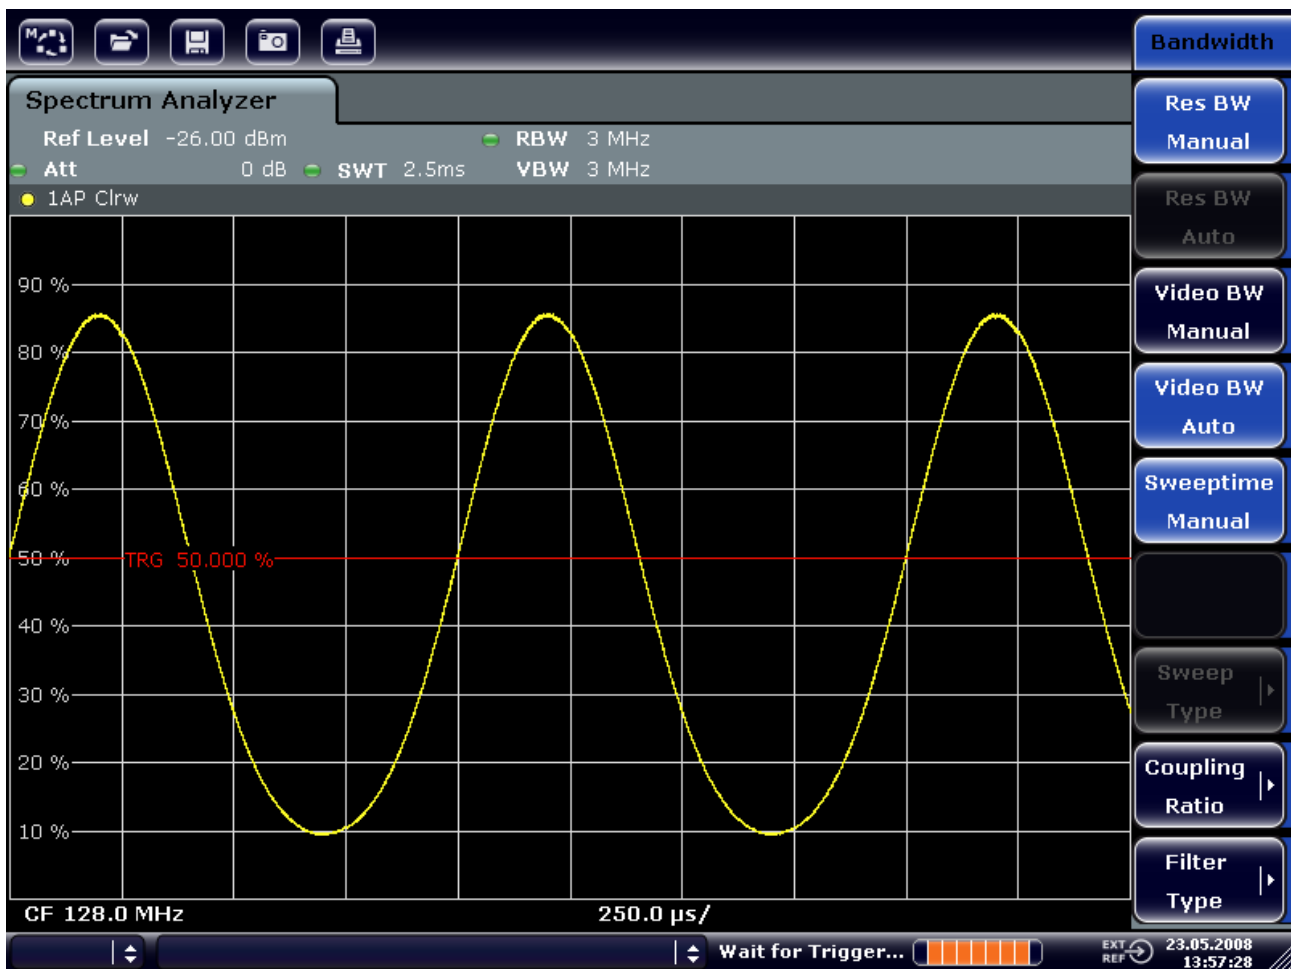 M
Bandwidth
Spectrum Analyzer
Ref Level -26.00 dBm
RBW 3 MHz
Att 0 dB
SWT 2.5ms
VBW 3 MHz
1AP Clrw
90 %
80 %
70 %
60 %
50 %
TRG 50.000 %
40 %
30 %
20 %
10 %
CF 128.0 MHz
250.0 µs/
Res BW
Manual
Res BW
Auto
Video BW
Manual
Video BW
Auto
Sweeptime
Manual
Sweep
Type
Coupling
Ratio
Filter
Type
Wait for Trigger...
EXT
REF
23.05.2008
13:57:28